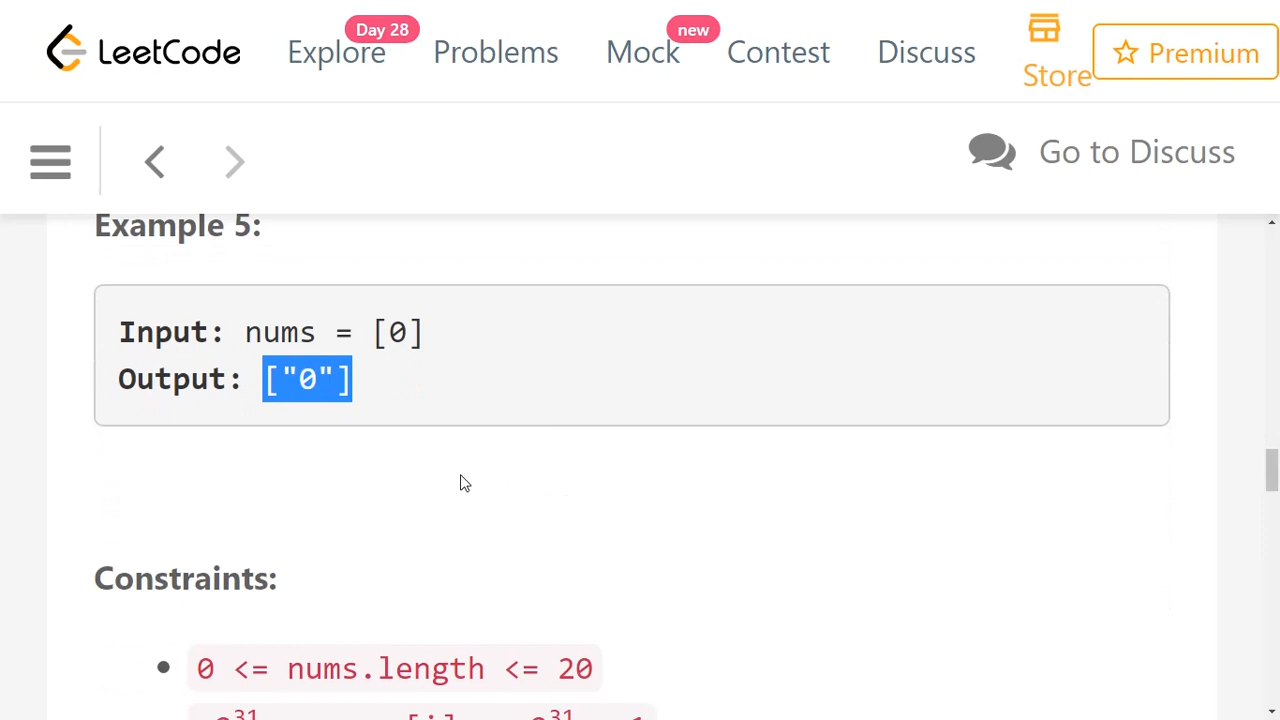 Day 28
new
LeetCode
Explore
Problems
Mock
Contest
Discuss
Store
Premium
Go to Discuss
Example 5:
Input: nums = [0]
Output: ["0"]
Constraints:
0 <= nums.length <= 20